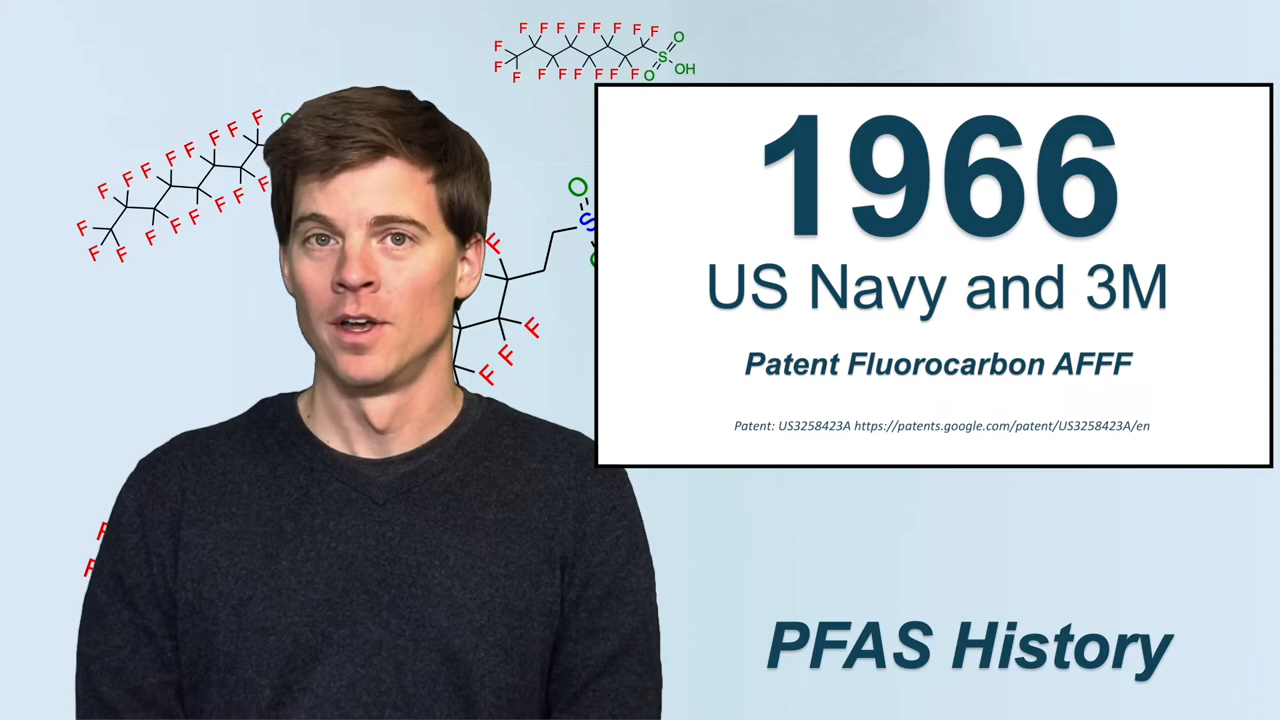 1966
US Navy and 3M
Patent Fluorocarbon AFFF
Patent: US3258423A https://patents.google.com/patent/US3258423A/en
PFAS History